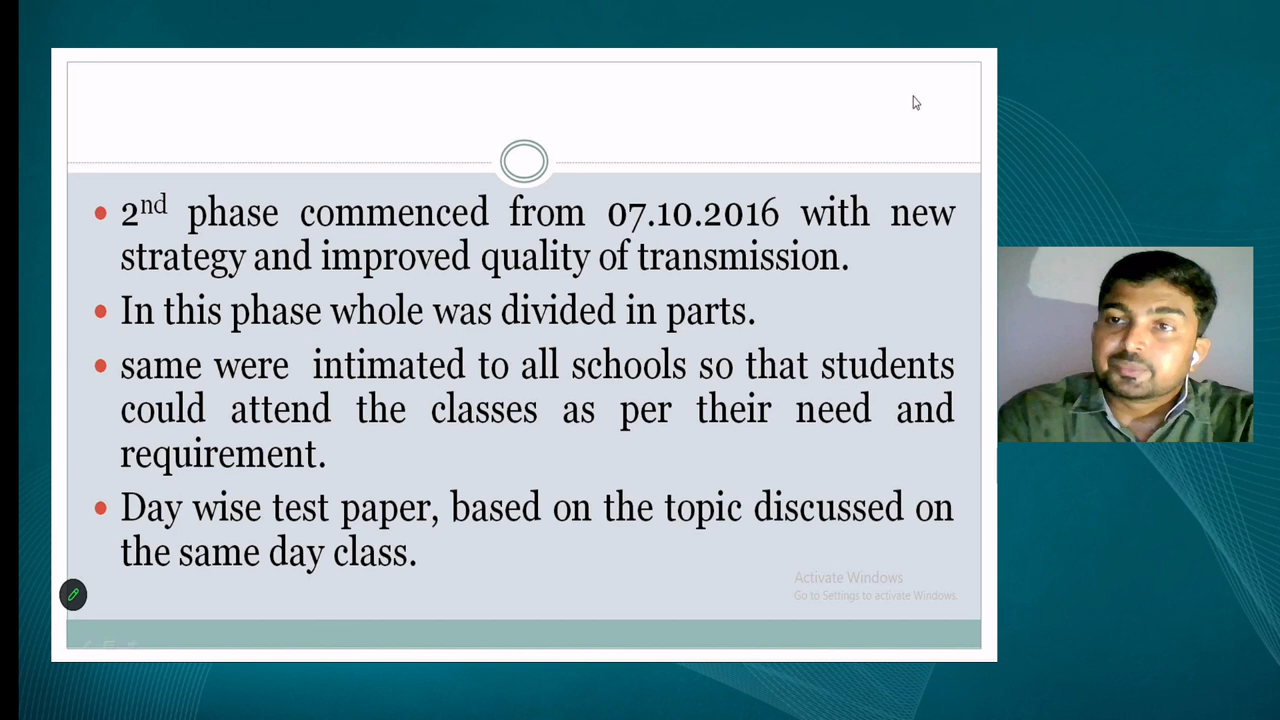 2nd phase commenced from 07.10.2016 with new
strategy and improved quality of transmission.
In this phase whole was divided in parts.
same were intimated to all schools so that students
could attend the classes as per their need and
requirement.
Day wise test paper, based on the topic discussed on
the same day class.
Activate Windows
Go to Settings to activate Windows.